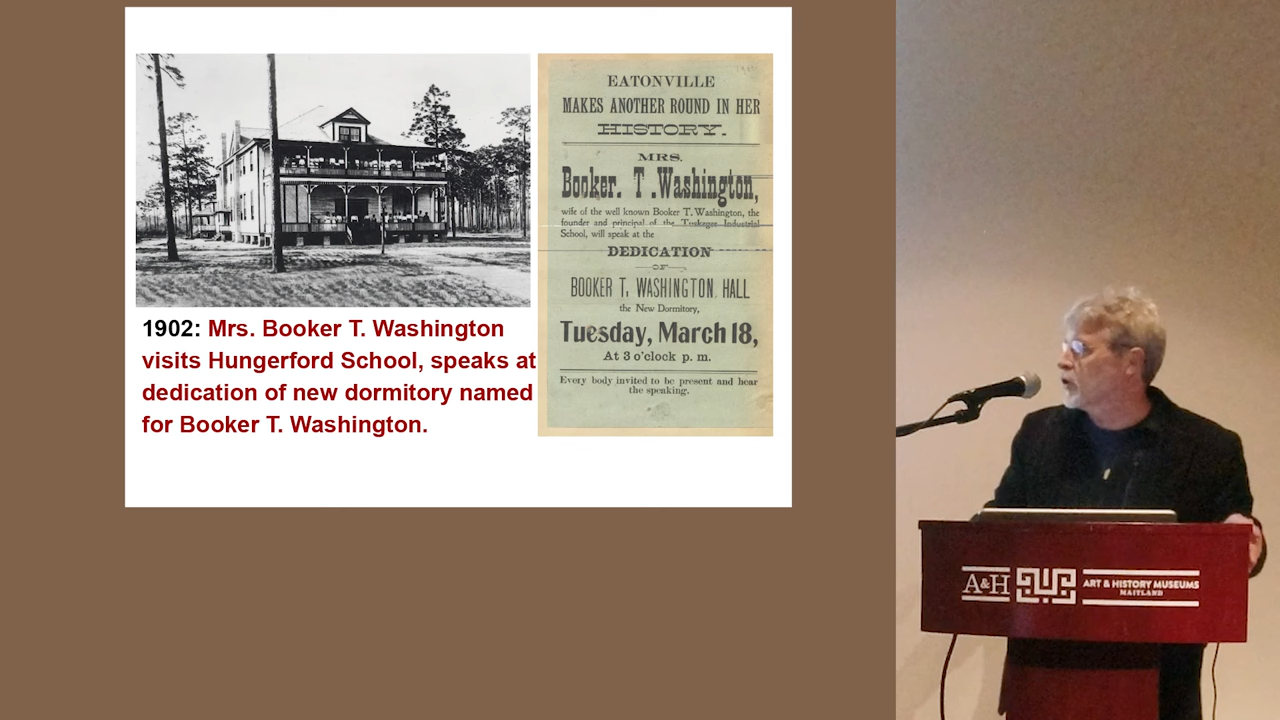 1902: Mrs. Booker T. Washington
visits Hungerford School, speaks at
dedication of new dormitory named
for Booker T. Washington.
EATONVILLE
MAKES ANOTHER ROUND IN HER
HISTORY.
MRS.
Booker. T. Washington,
wife of the well known Booker T. Washington, the
founder and principal of the Tuskegee Industrial
School, will speak at the
DEDICATION
—OF—
BOOKER T. WASHINGTON HALL
the New Dormitory,
Tuesday, March 18,
At 3 o'clock p. m.
Every body invited to be present and hear
the speaking.
A&H
ART & HISTORY MUSEUMS
MAITLAND